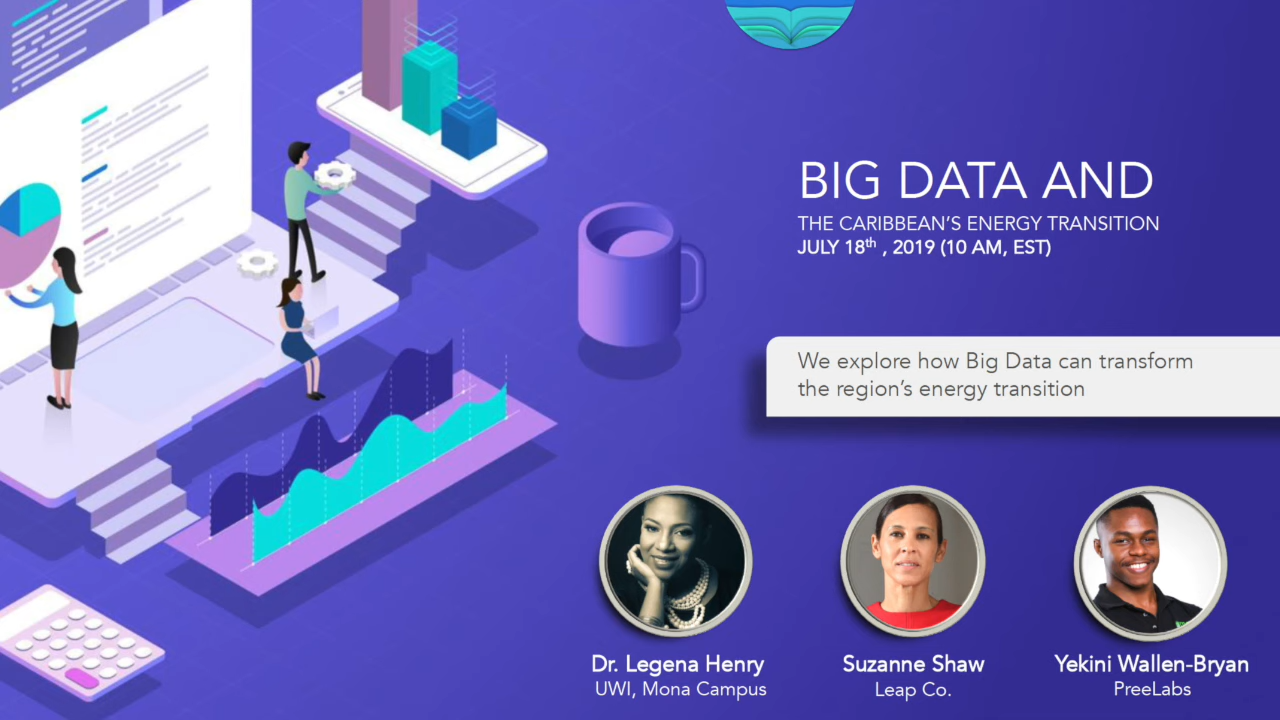 BIG DATA AND
THE CARIBBEAN'S ENERGY TRANSITION
JULY 18th , 2019 (10 AM, EST)
We explore how Big Data can transform
the region's energy transition
Dr. Legena Henry
UWI, Mona Campus
Suzanne Shaw
Leap Co.
Yekini Wallen-Bryan
PreeLabs